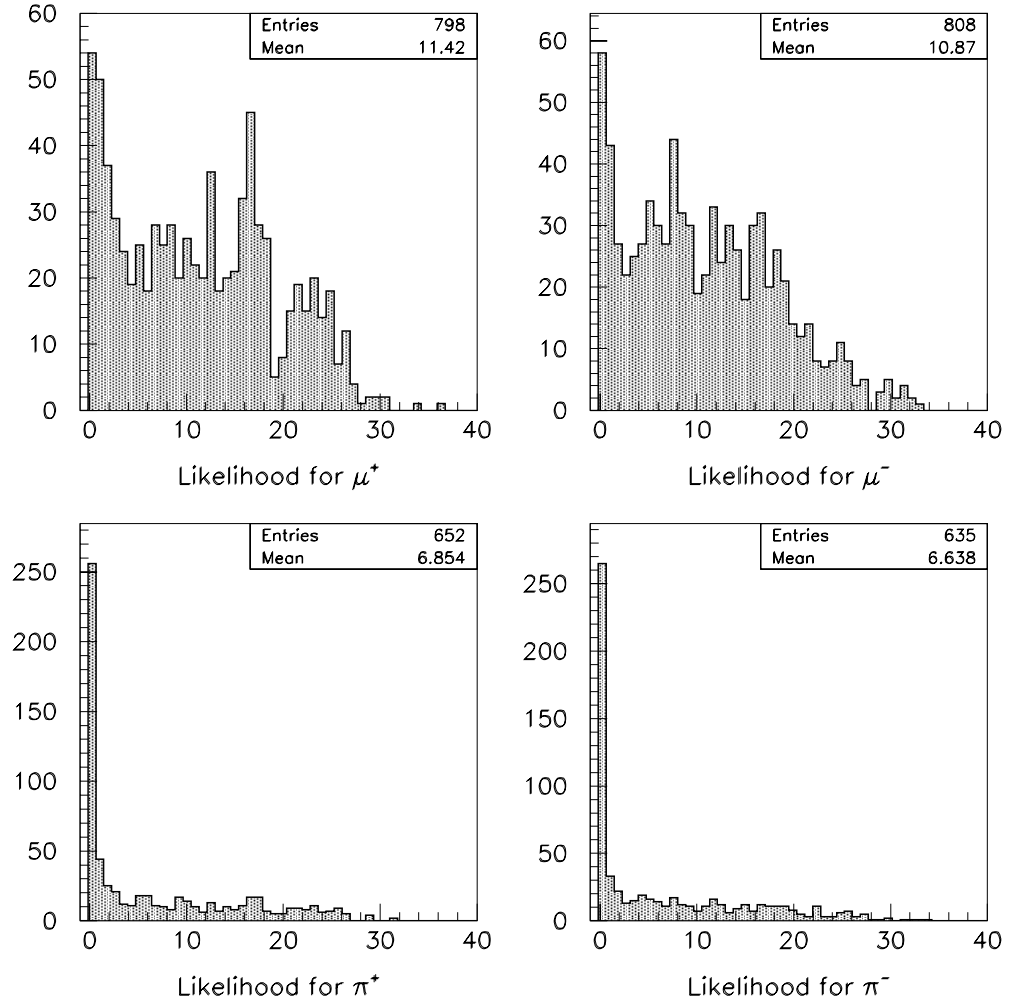 60
50
40
30
20
10
0
Entries 798
Mean 11.42
0 10 20 30 40
Likelihood for μ⁺
60
50
40
30
20
10
0
Entries 808
Mean 10.87
0 10 20 30 40
Likelihood for μ⁻
250
200
150
100
50
0
Entries 652
Mean 6.854
0 10 20 30 40
Likelihood for π⁺
250
200
150
100
50
0
Entries 635
Mean 6.638
0 10 20 30 40
Likelihood for π⁻